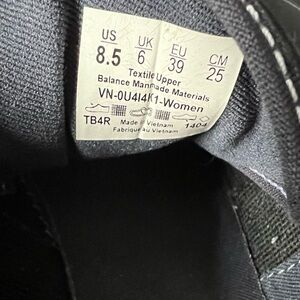 US UK EU CM
8.5 6 39 25
Textile Upper
Balance Manmade Materials
VN-0U4I4K1-Women
TB4R Made in Vietnam 1404
Fabriqué au Vietnam